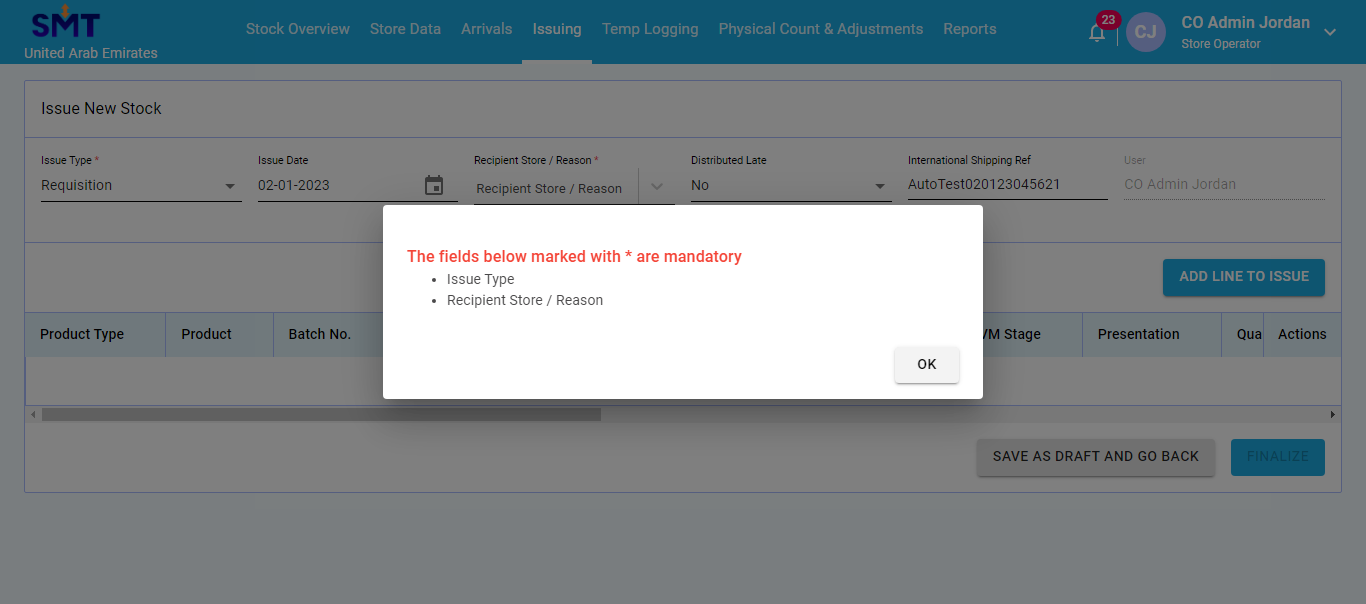 SMT
United Arab Emirates
Stock Overview Store Data Arrivals Issuing Temp Logging Physical Count & Adjustments Reports
23
CJ
CO Admin Jordan
Store Operator
Issue New Stock
Issue Type * Issue Date Recipient Store / Reason * Distributed Late International Shipping Ref User
Requisition 02-01-2023 Recipient Store / Reason No AutoTest020123045621 CO Admin Jordan
The fields below marked with * are mandatory
• Issue Type
• Recipient Store / Reason
OK
ADD LINE TO ISSUE
Product Type Product Batch No. VM Stage Presentation Qua Actions
SAVE AS DRAFT AND GO BACK FINALIZE